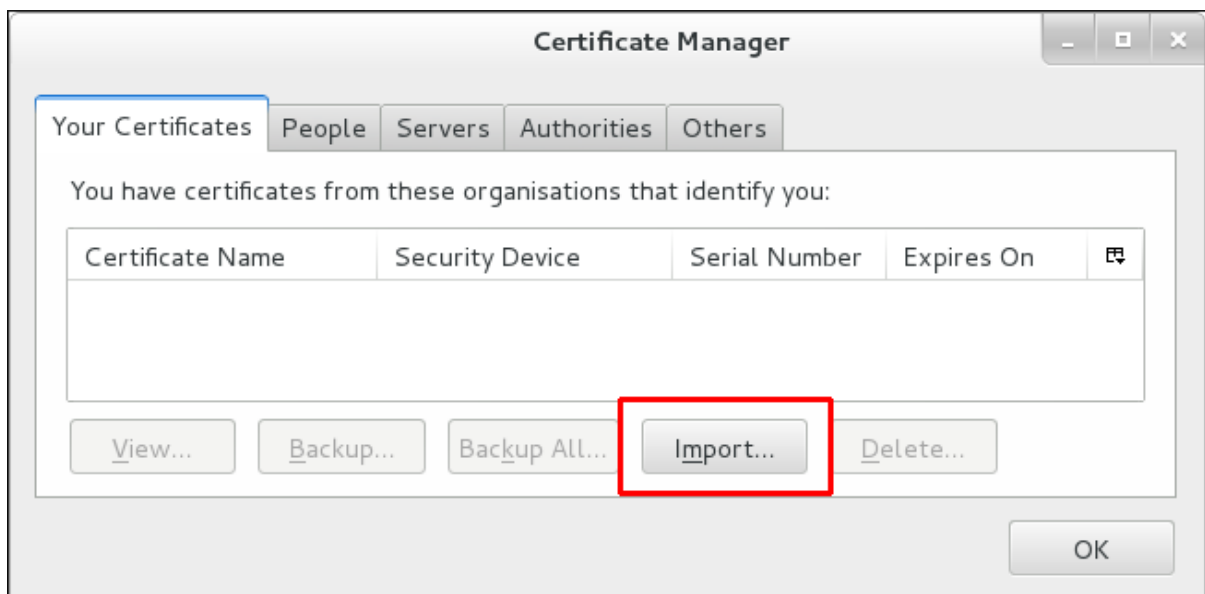 Certificate Manager
Your Certificates People Servers Authorities Others
You have certificates from these organisations that identify you:
Certificate Name Security Device Serial Number Expires On
View... Backup... Backup All... Import... Delete...
OK